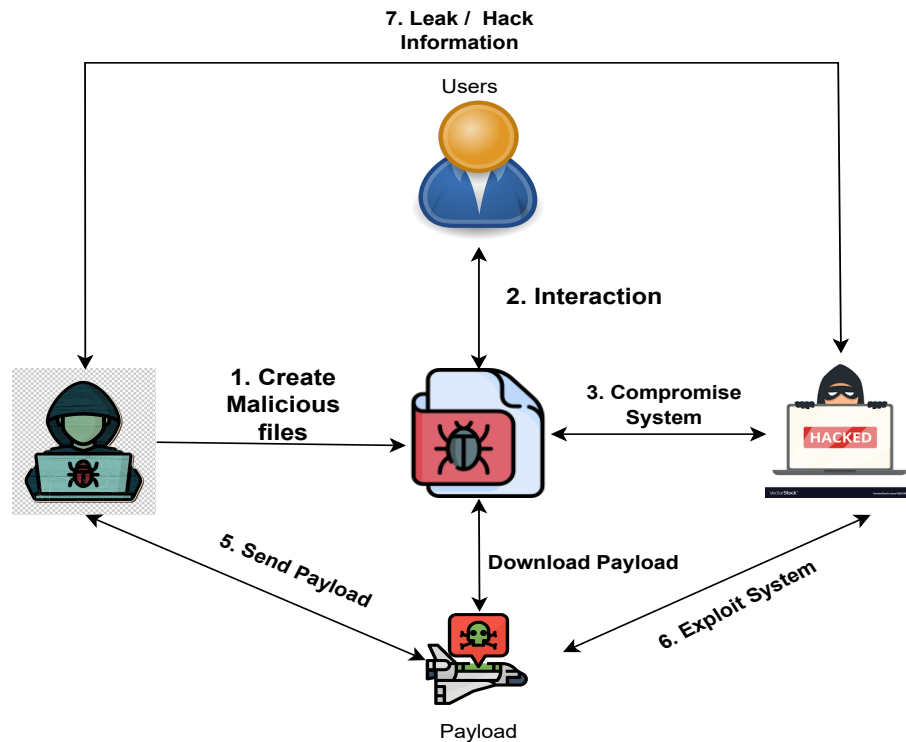 7. Leak / Hack
Information
Users
2. Interaction
1. Create
Malicious
files
3. Compromise
System
HACKED
VectorStock
5. Send Payload
Download Payload
6. Exploit System
Payload